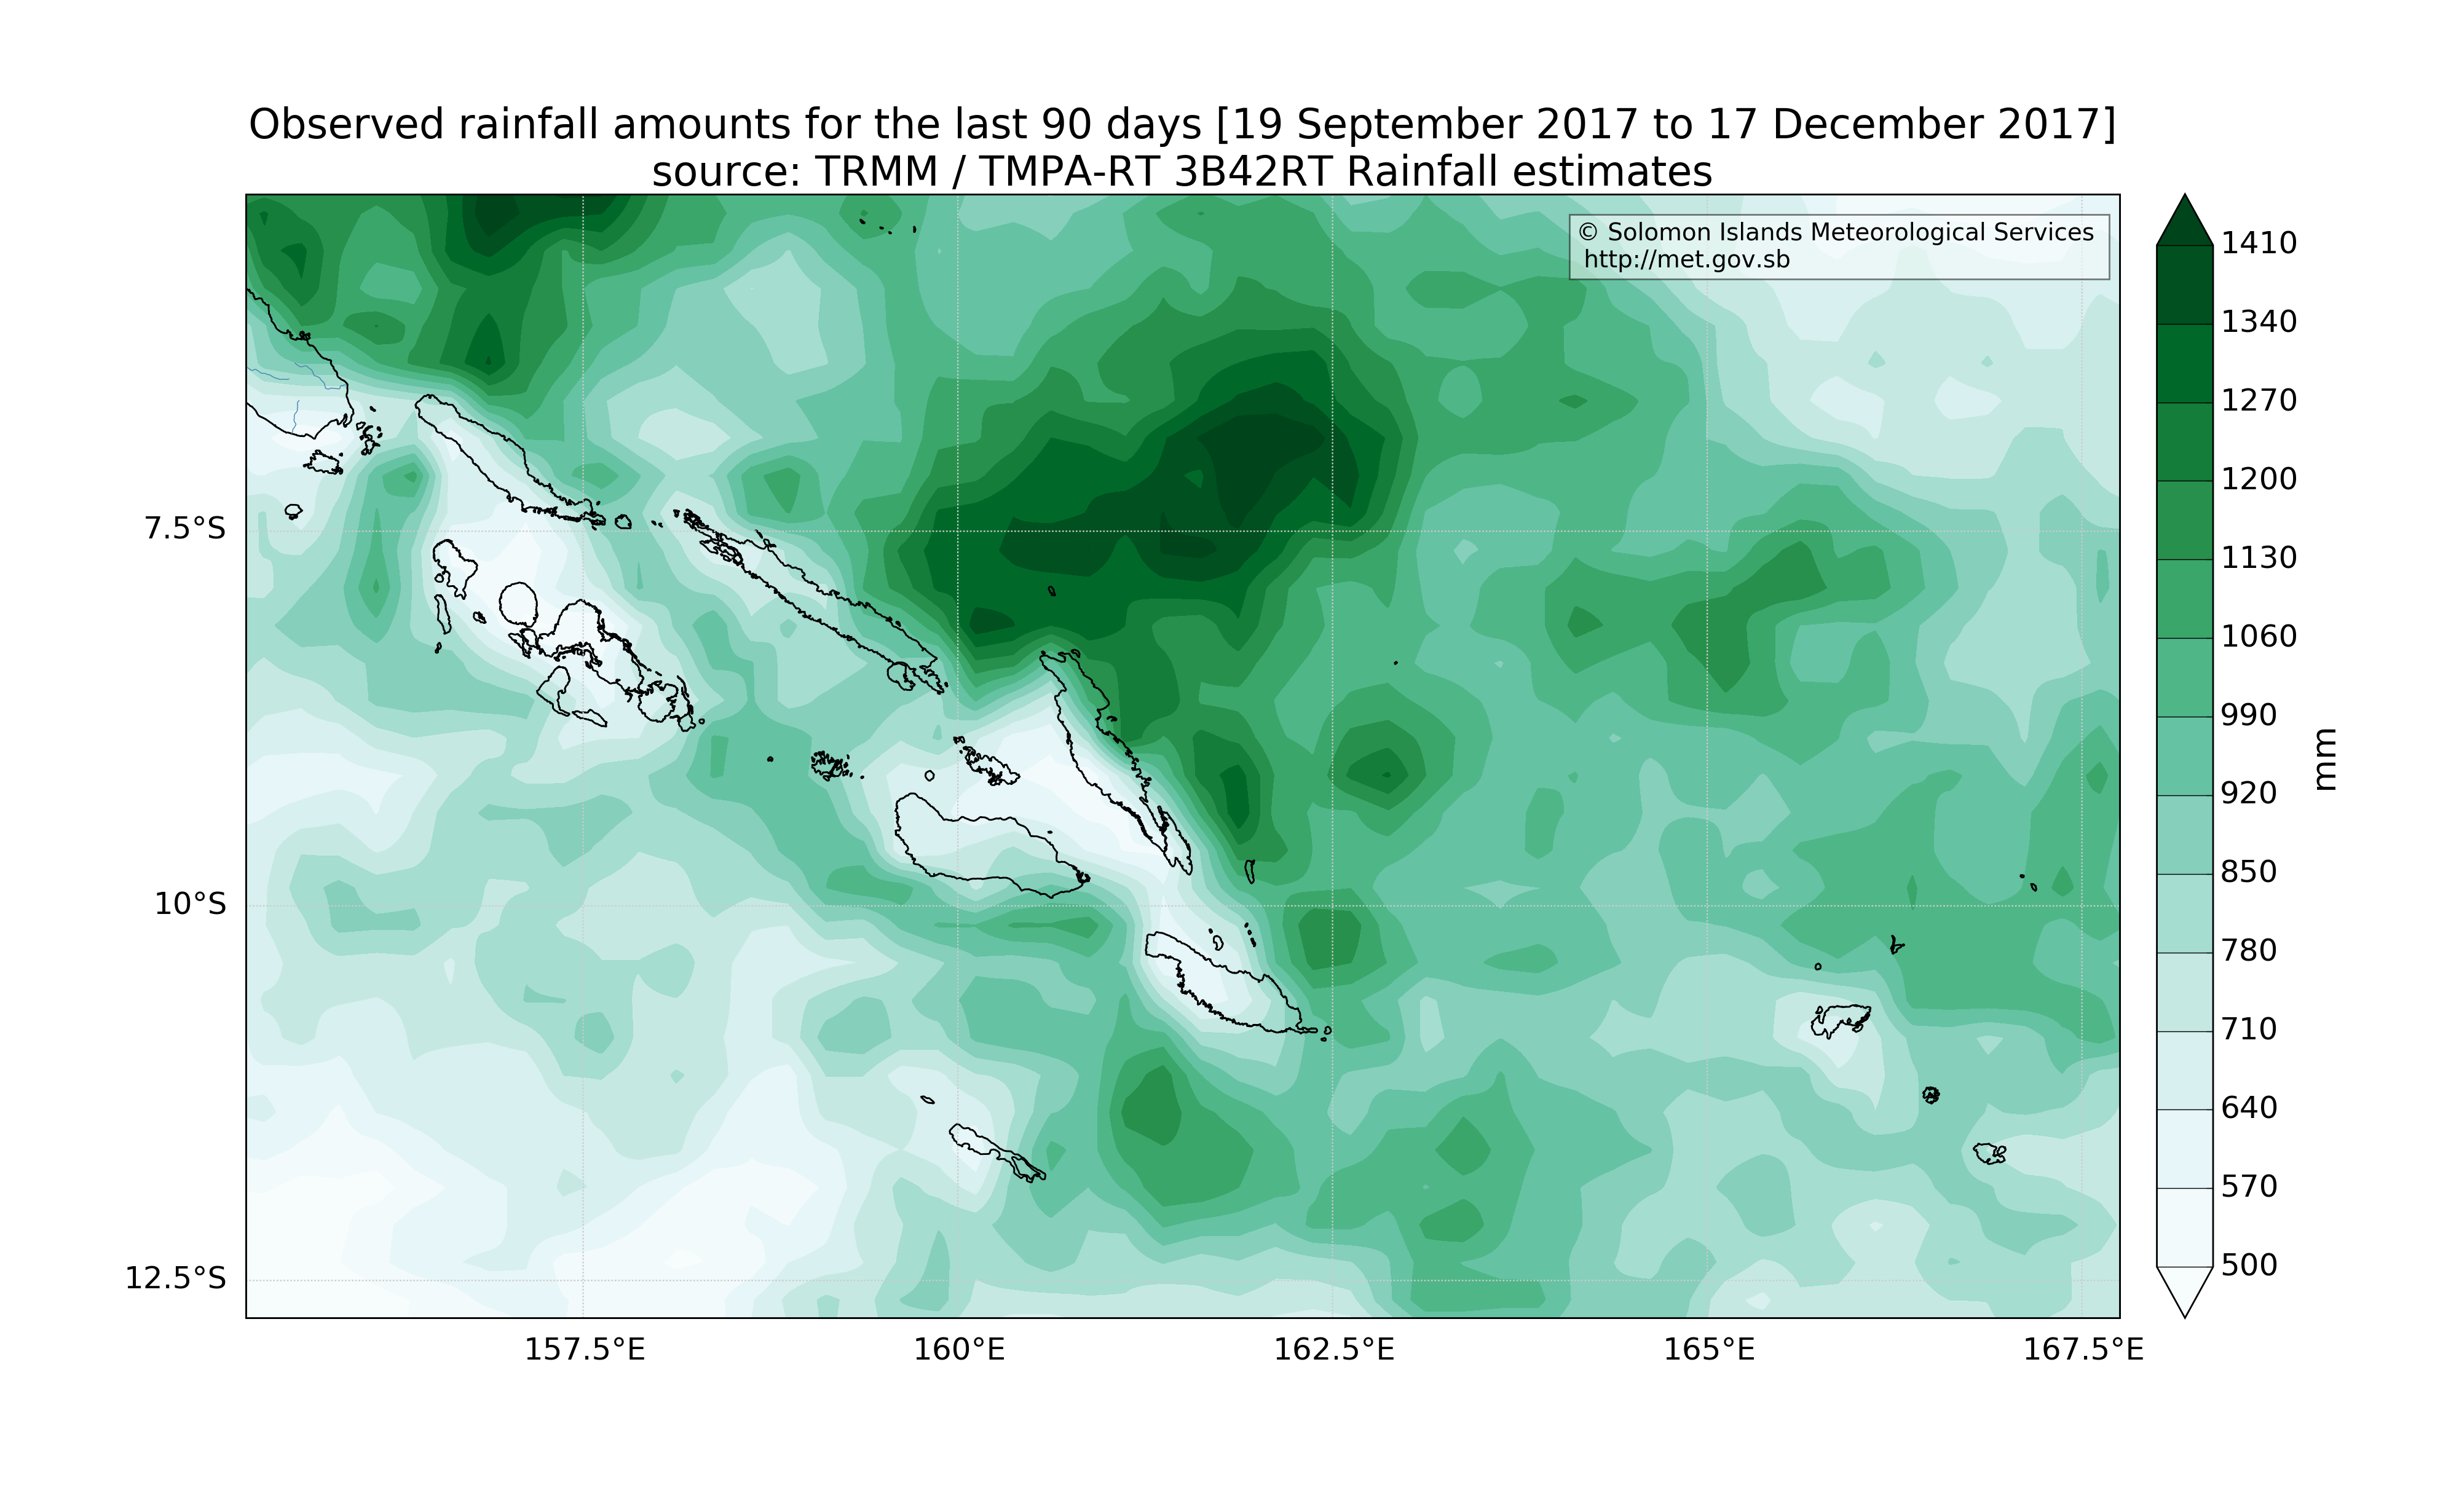 Observed rainfall amounts for the last 90 days [19 September 2017 to 17 December 2017]
source: TRMM / TMPA-RT 3B42RT Rainfall estimates
© Solomon Islands Meteorological Services
http://met.gov.sb
7.5°S
10°S
12.5°S
157.5°E
160°E
162.5°E
165°E
167.5°E
1410
1340
1270
1200
1130
1060
990
920
850
780
710
640
570
500
mm